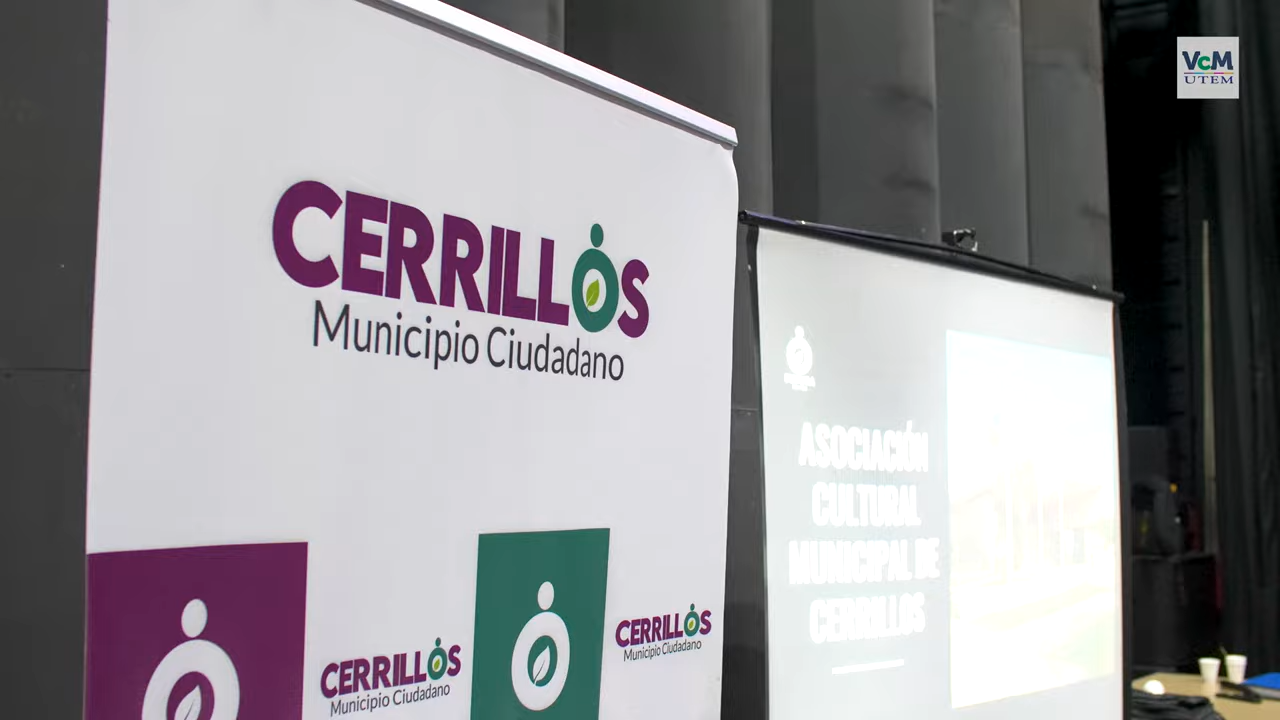 VcM
UTEM
CERRILLOS
Municipio Ciudadano
ASOCIACIÓN
CULTURAL
MUNICIPAL DE
CERRILLOS
CERRILLOS
Municipio Ciudadano
CERRILLOS
Municipio Ciudadano